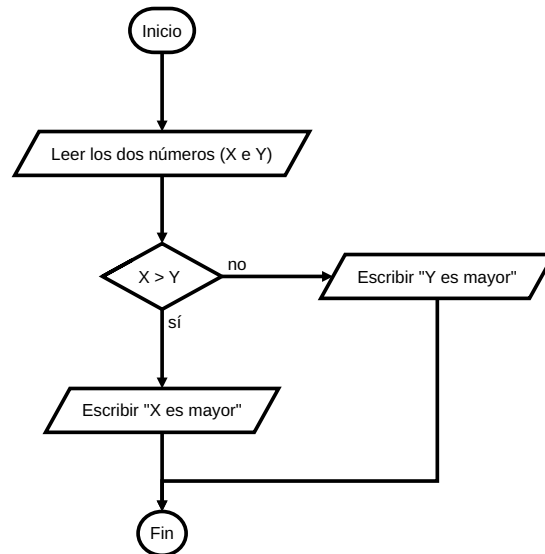 Inicio
Leer los dos números (X e Y)
X > Y
no
Escribir "Y es mayor"
sí
Escribir "X es mayor"
Fin